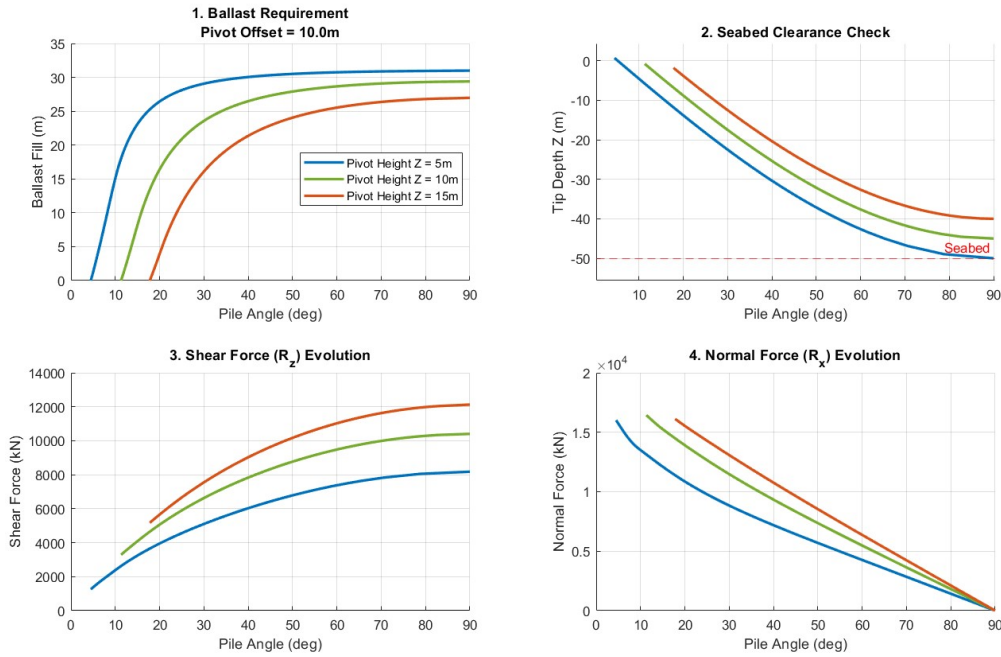 1. Ballast Requirement
Pivot Offset = 10.0m
Ballast Fill (m)
35
30
25
20
15
10
5
0
Pivot Height Z = 5m
Pivot Height Z = 10m
Pivot Height Z = 15m
0 10 20 30 40 50 60 70 80 90
Pile Angle (deg)
2. Seabed Clearance Check
Tip Depth Z (m)
0
-10
-20
-30
-40
-50
Seabed
10 20 30 40 50 60 70 80 90
Pile Angle (deg)
3. Shear Force (R_z) Evolution
Shear Force (kN)
14000
12000
10000
8000
6000
4000
2000
0
0 10 20 30 40 50 60 70 80 90
Pile Angle (deg)
4. Normal Force (R_x) Evolution
×10^4
Normal Force (kN)
2
1.5
1
0.5
0
0 10 20 30 40 50 60 70 80 90
Pile Angle (deg)